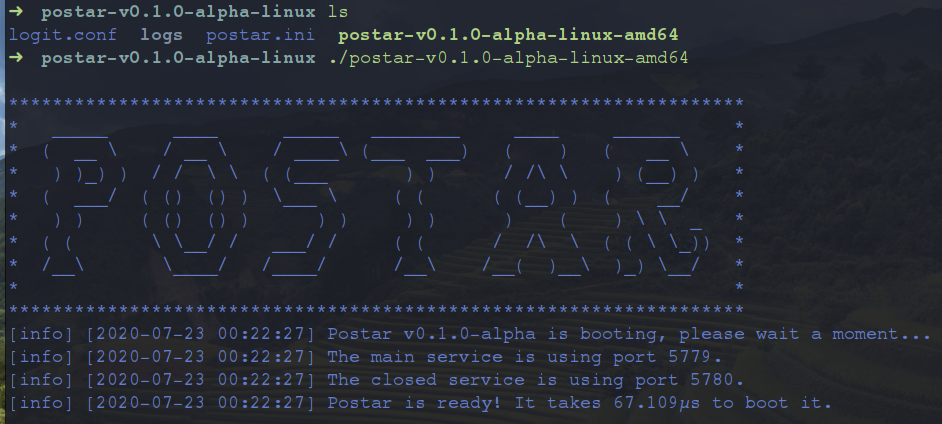 ➜ postar-v0.1.0-alpha-linux ls
logit.conf logs postar.ini postar-v0.1.0-alpha-linux-amd64
➜ postar-v0.1.0-alpha-linux ./postar-v0.1.0-alpha-linux-amd64
*******************************************************************
POSTAR
*******************************************************************
[info] [2020-07-23 00:22:27] Postar v0.1.0-alpha is booting, please wait a moment...
[info] [2020-07-23 00:22:27] The main service is using port 5779.
[info] [2020-07-23 00:22:27] The closed service is using port 5780.
[info] [2020-07-23 00:22:27] Postar is ready! It takes 67.109µs to boot it.